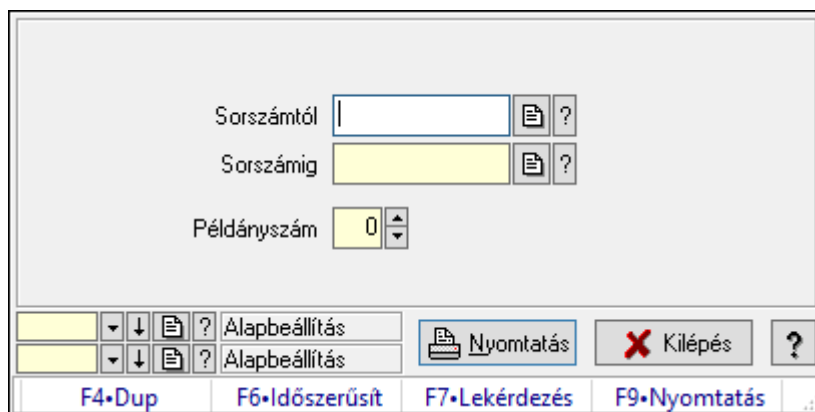 Sorszámtól ?
Sorszámig ?
Példányszám 0
? Alapbeállítás
? Alapbeállítás
Nyomtatás Kilépés ?
F4•Dup F6•Időszerűsít F7•Lekérdezés F9•Nyomtatás